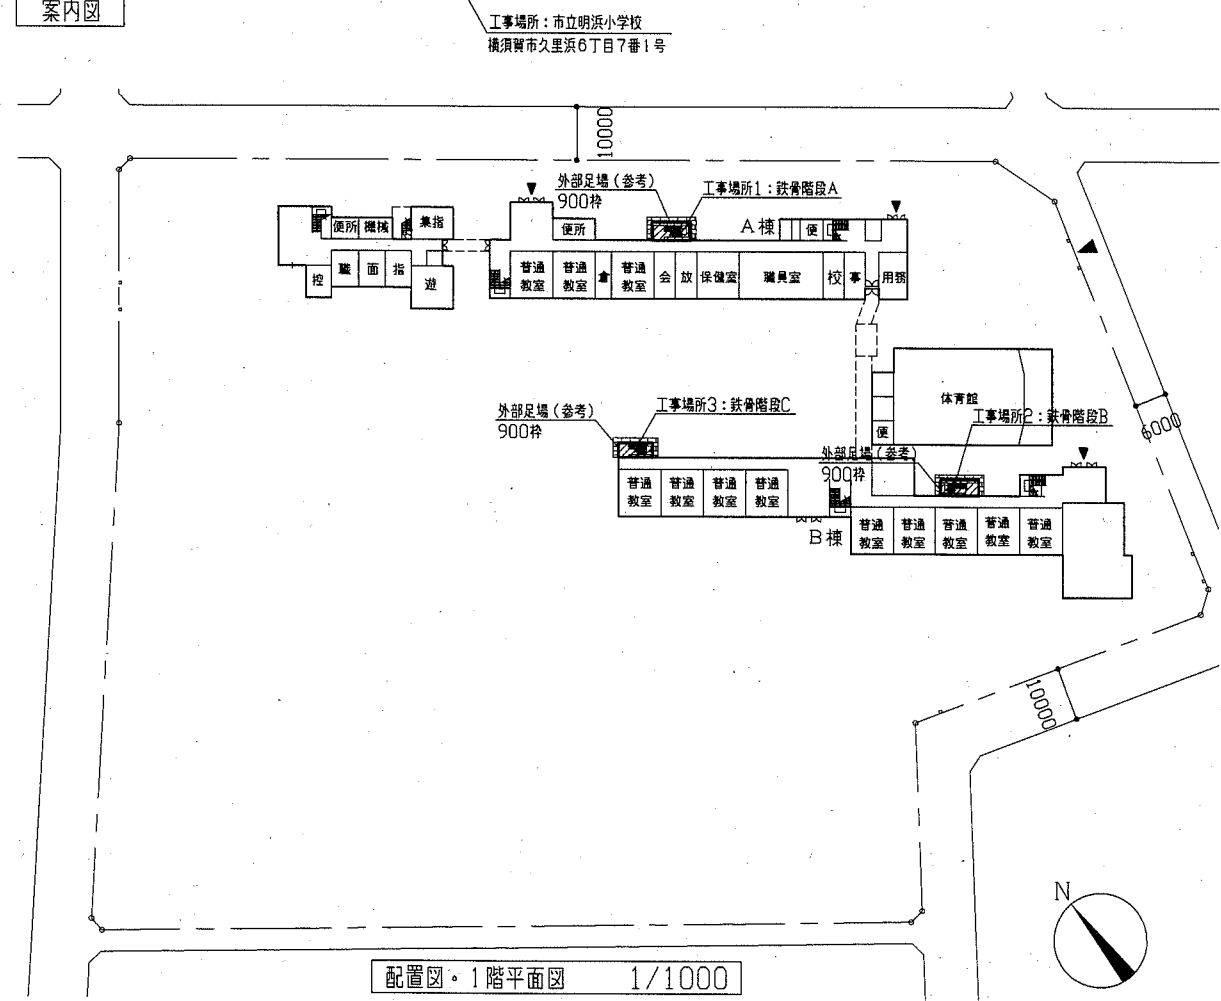 案内図
工事場所：市立明浜小学校
横須賀市久里浜6丁目7番1号
10000
外部足場（参考）
900枠
工事場所1：鉄骨階段A
A棟
便所
機械
集指
便所
便
控
職
面
指
遊
普通
教室
普通
教室
倉
普通
教室
会
放
保健室
職員室
校
事
用務
体育館
便
6000
外部足場（参考）
900枠
工事場所3：鉄骨階段C
工事場所2：鉄骨階段B
外部足場（参考）
900枠
普通
教室
普通
教室
普通
教室
普通
教室
B棟
普通
教室
普通
教室
普通
教室
普通
教室
普通
教室
10000
N
配置図・1階平面図 1/1000